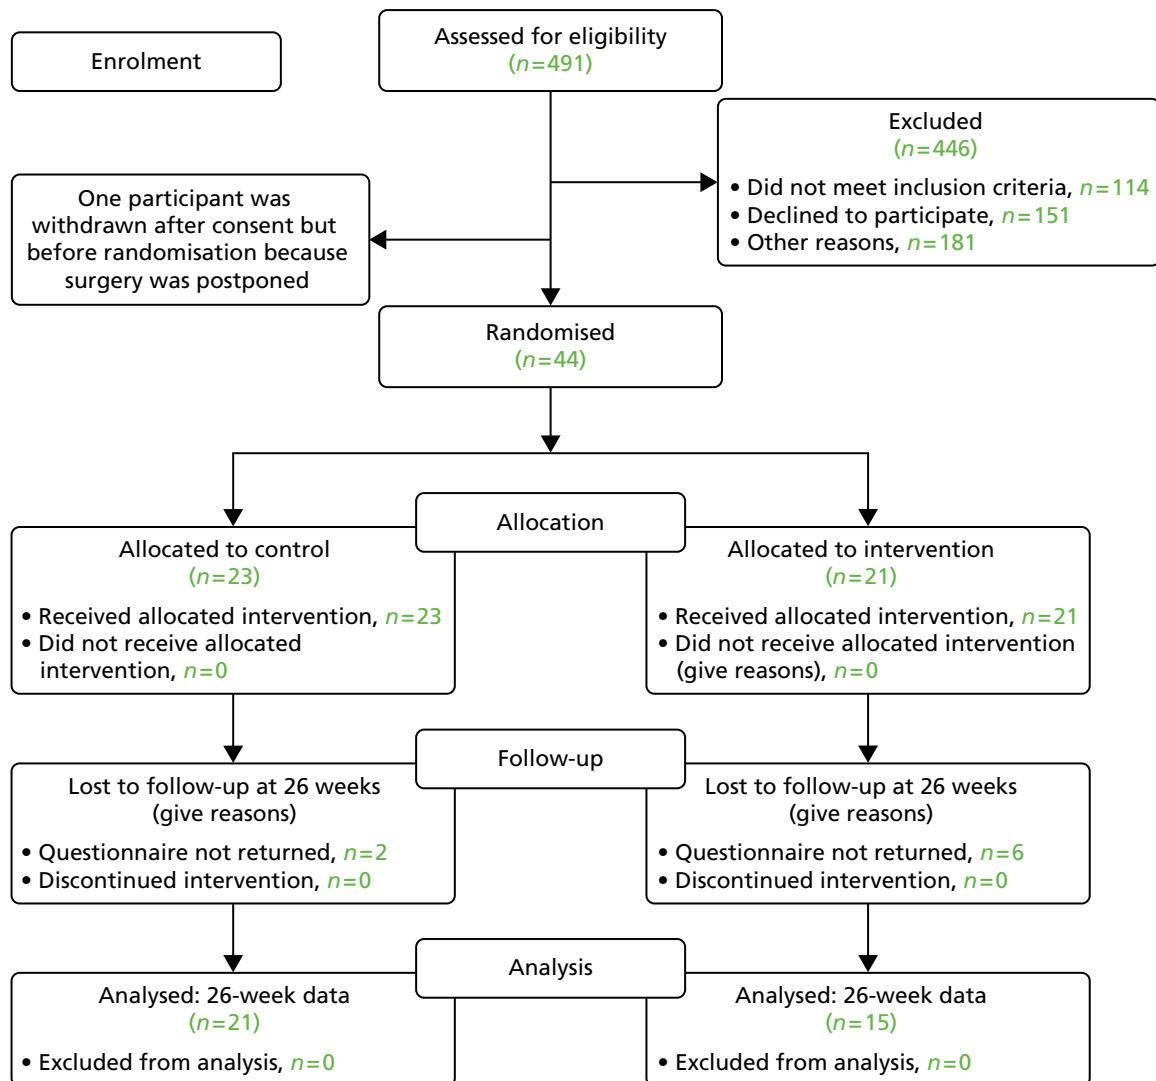 Enrolment
Assessed for eligibility
(n=491)
Excluded
(n=446)
• Did not meet inclusion criteria, n=114
• Declined to participate, n=151
• Other reasons, n=181
One participant was
withdrawn after consent but
before randomisation because
surgery was postponed
Randomised
(n=44)
Allocation
Allocated to control
(n=23)
• Received allocated intervention, n=23
• Did not receive allocated
intervention, n=0
Allocated to intervention
(n=21)
• Received allocated intervention, n=21
• Did not receive allocated intervention
(give reasons), n=0
Follow-up
Lost to follow-up at 26 weeks
(give reasons)
• Questionnaire not returned, n=2
• Discontinued intervention, n=0
Lost to follow-up at 26 weeks
(give reasons)
• Questionnaire not returned, n=6
• Discontinued intervention, n=0
Analysis
Analysed: 26-week data
(n=21)
• Excluded from analysis, n=0
Analysed: 26-week data
(n=15)
• Excluded from analysis, n=0